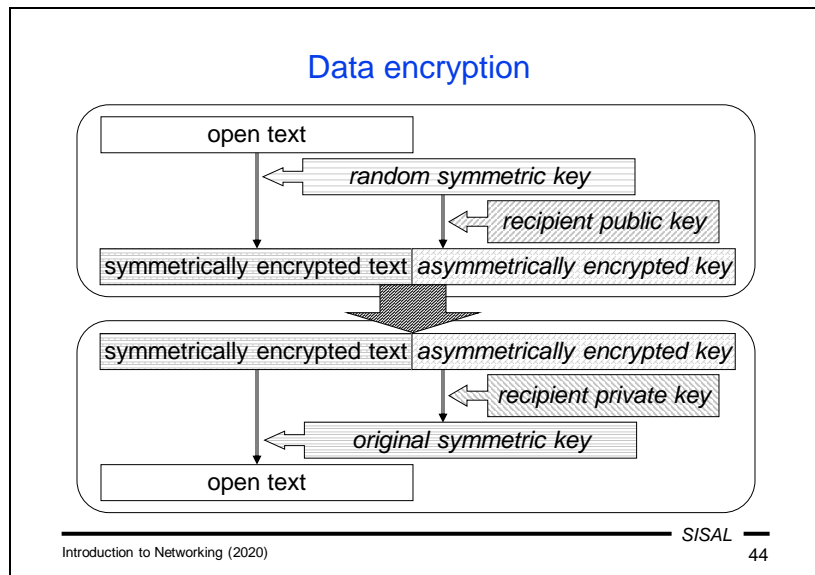 Data encryption
open text
random symmetric key
recipient public key
symmetrically encrypted text asymmetrically encrypted key
symmetrically encrypted text asymmetrically encrypted key
recipient private key
original symmetric key
open text
SISAL
Introduction to Networking (2020)
44